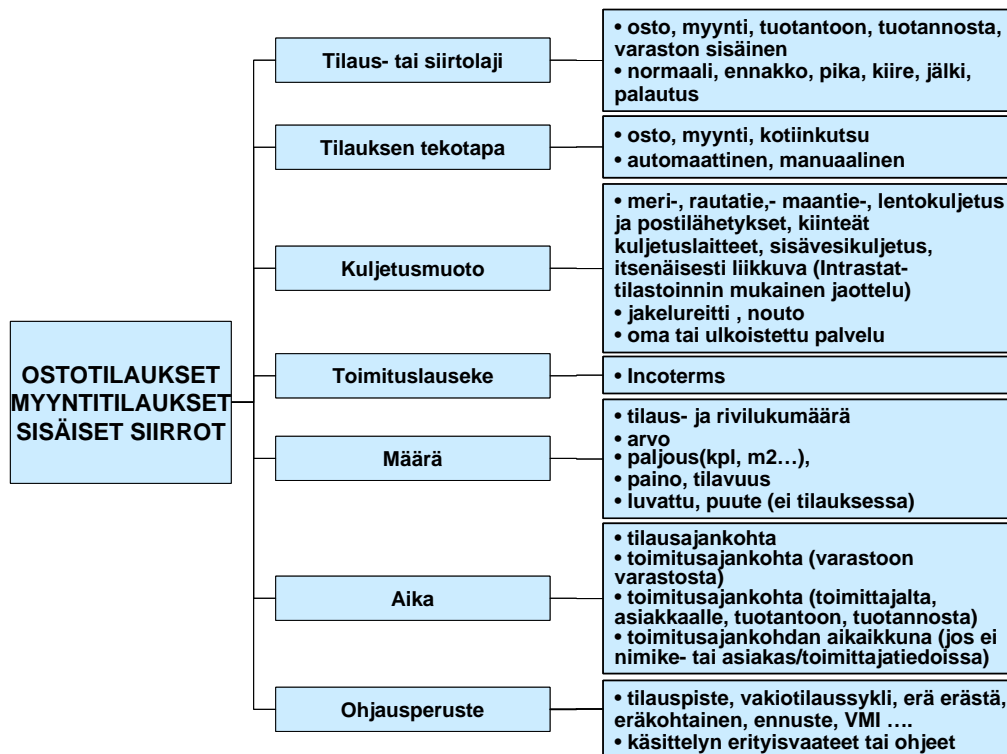 OSTOTILAUKSET
MYYNTITILAUKSET
SISÄISET SIIRROT
Tilaus- tai siirtolaji
• osto, myynti, tuotantoon, tuotannosta,
varaston sisäinen
• normaali, ennakko, pika, kiire, jälki,
palautus
Tilauksen tekotapa
• osto, myynti, kotiinkutsu
• automaattinen, manuaalinen
Kuljetusmuoto
• meri-, rautatie,- maantie-, lentokuljetus
ja postilähetykset, kiinteät
kuljetuslaitteet, sisävesikuljetus,
itsenäisesti liikkuva (Intrastat-
tilastoinnin mukainen jaottelu)
• jakelureitti , nouto
• oma tai ulkoistettu palvelu
Toimituslauseke
• Incoterms
Määrä
• tilaus- ja rivilukumäärä
• arvo
• paljous(kpl, m2…),
• paino, tilavuus
• luvattu, puute (ei tilauksessa)
Aika
• tilausajankohta
• toimitusajankohta (varastoon
varastosta)
• toimitusajankohta (toimittajalta,
asiakkaalle, tuotantoon, tuotannosta)
• toimitusajankohdan aikaikkuna (jos ei
nimike- tai asiakas/toimittajatiedoissa)
Ohjausperuste
• tilauspiste, vakiotilaussykli, erä erästä,
eräkohtainen, ennuste, VMI ….
• käsittelyn erityisvaateet tai ohjeet